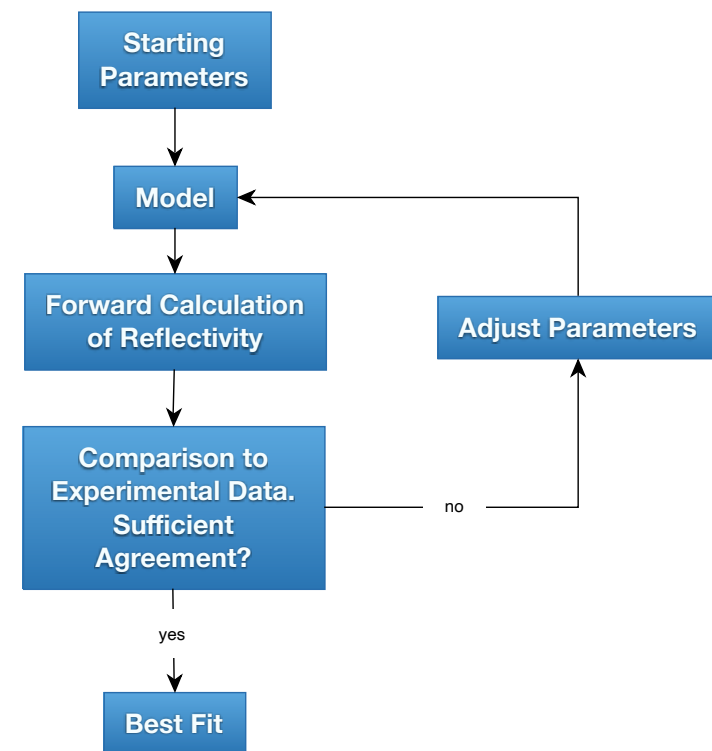 Starting
Parameters
Model
Forward Calculation
of Reflectivity
Adjust Parameters
Comparison to
Experimental Data.
Sufficient
Agreement?
no
yes
Best Fit